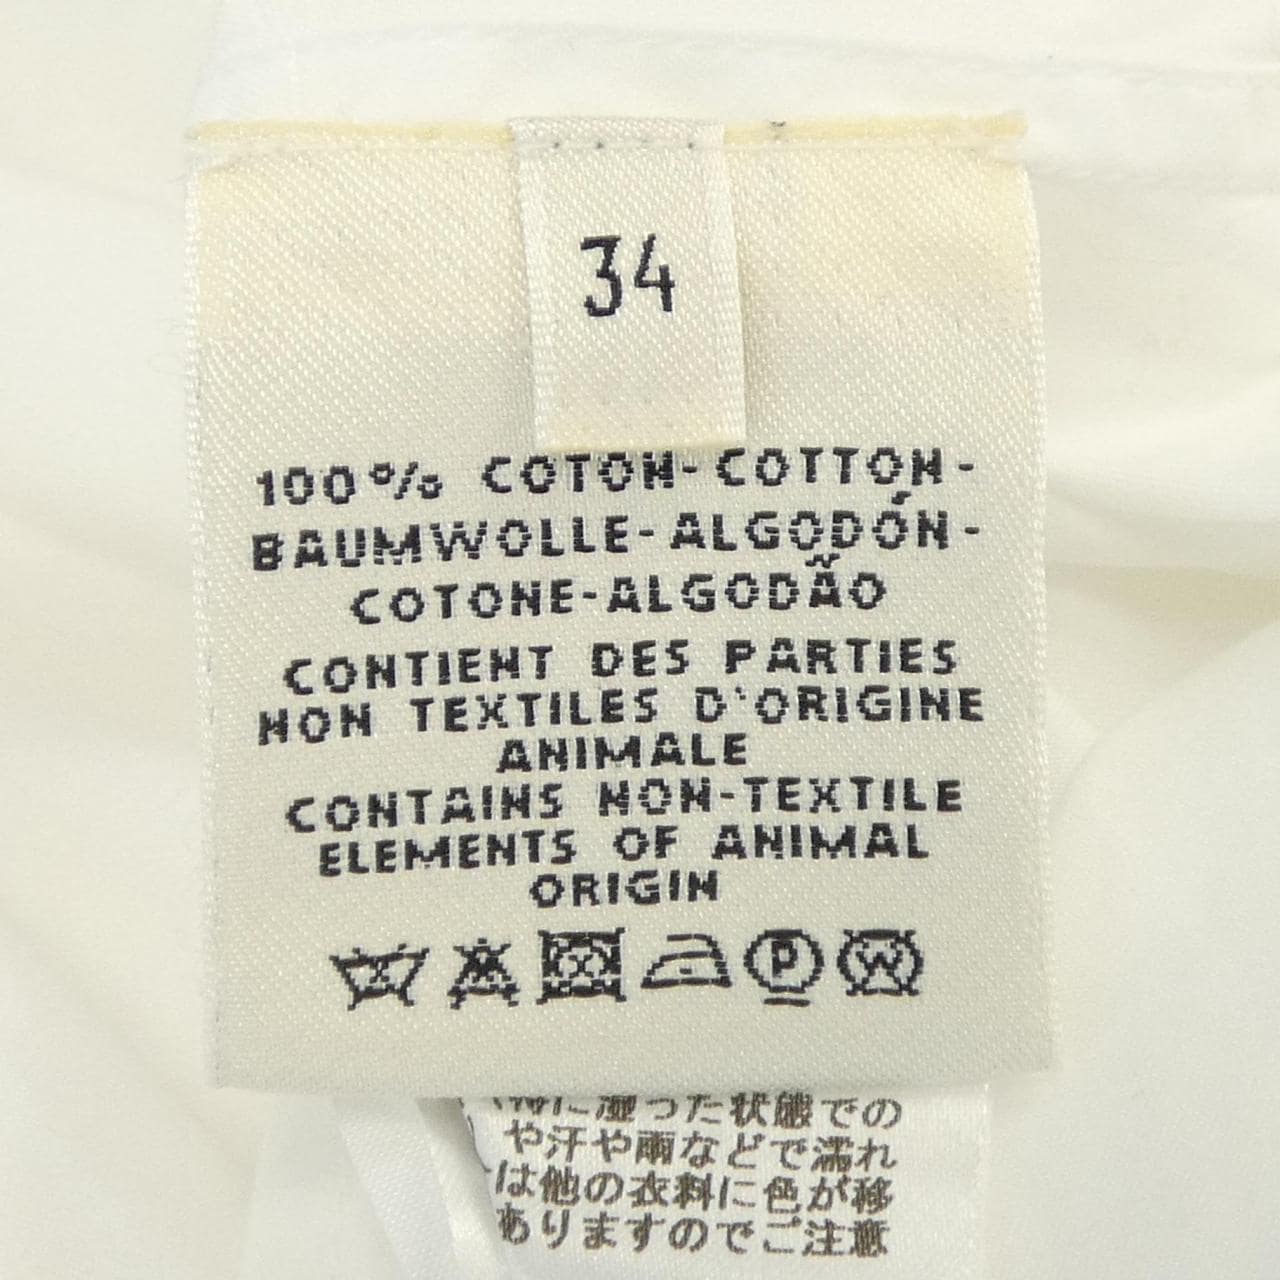 34
100% COTON-COTTON-
BAUMWOLLE-ALGODÓN-
COTONE-ALGODÃO
CONTIENT DES PARTIES
NON TEXTILES D'ORIGINE
ANIMALE
CONTAINS NON-TEXTILE
ELEMENTS OF ANIMAL
ORIGIN
P W
に湿った状態での
や汗や雨などで濡れ
は他の衣料に色が移
ありますのでご注意